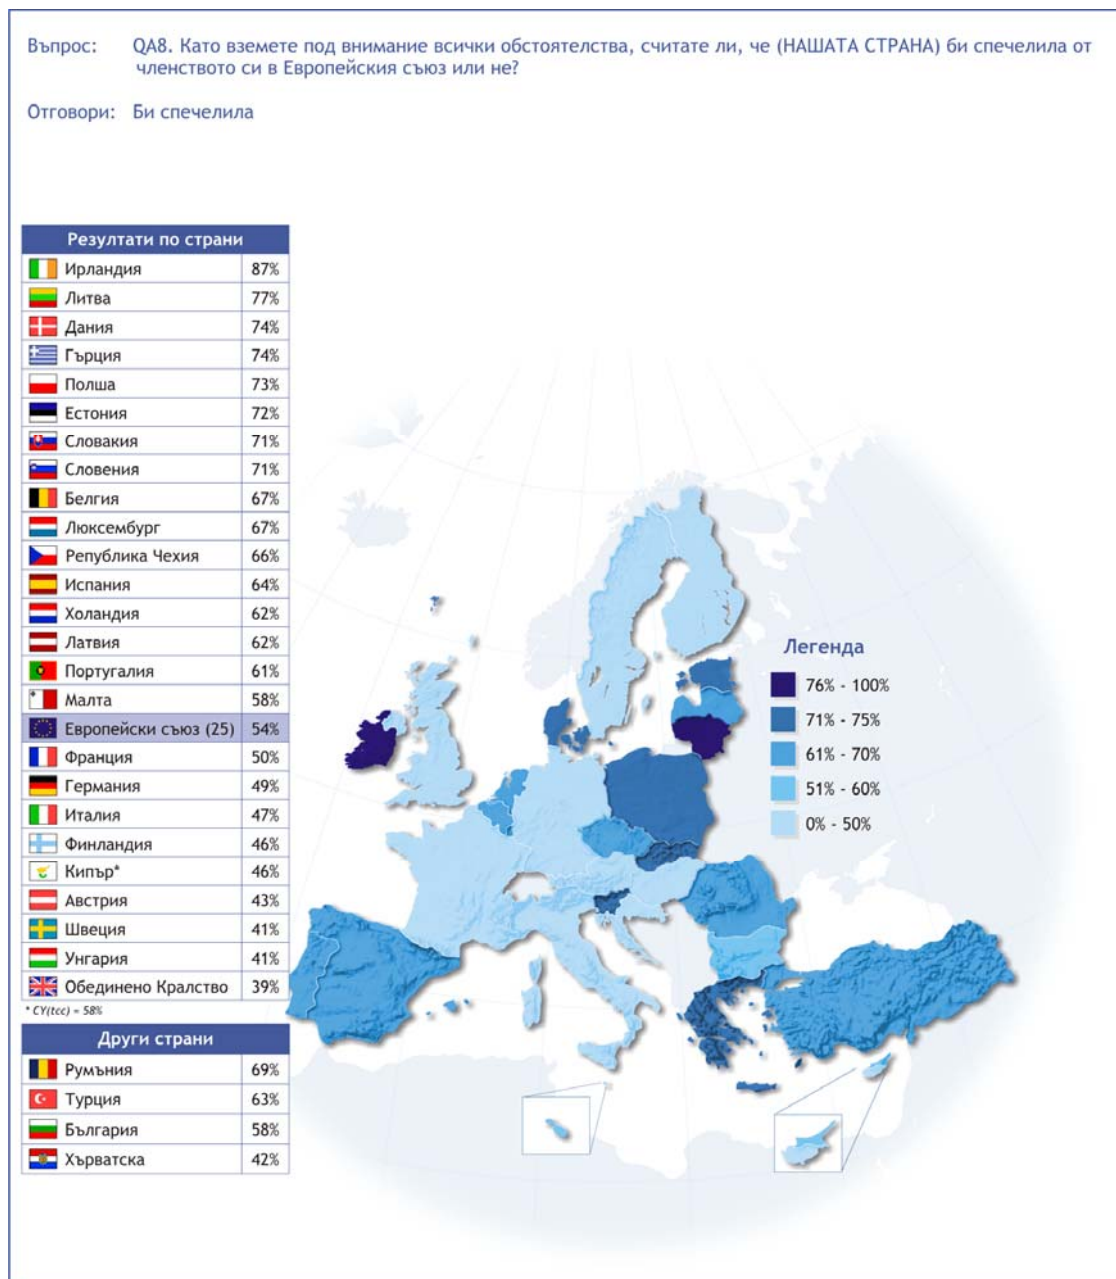 Въпрос: QA8. Като вземете под внимание всички обстоятелства, считате ли, че (НАШАТА СТРАНА) би спечелила от
членството си в Европейския съюз или не?
Отговори: Би спечелила
Резултати по страни
Ирландия 87%
Литва 77%
Дания 74%
Гърция 74%
Полша 73%
Естония 72%
Словакия 71%
Словения 71%
Белгия 67%
Люксембург 67%
Република Чехия 66%
Испания 64%
Холандия 62%
Латвия 62%
Португалия 61%
Малта 58%
Европейски съюз (25) 54%
Франция 50%
Германия 49%
Италия 47%
Финландия 46%
Кипър* 46%
Австрия 43%
Швеция 41%
Унгария 41%
Обединено Кралство 39%
* CY(tcc) = 58%
Други страни
Румъния 69%
Турция 63%
България 58%
Хърватска 42%
Легенда
76% - 100%
71% - 75%
61% - 70%
51% - 60%
0% - 50%